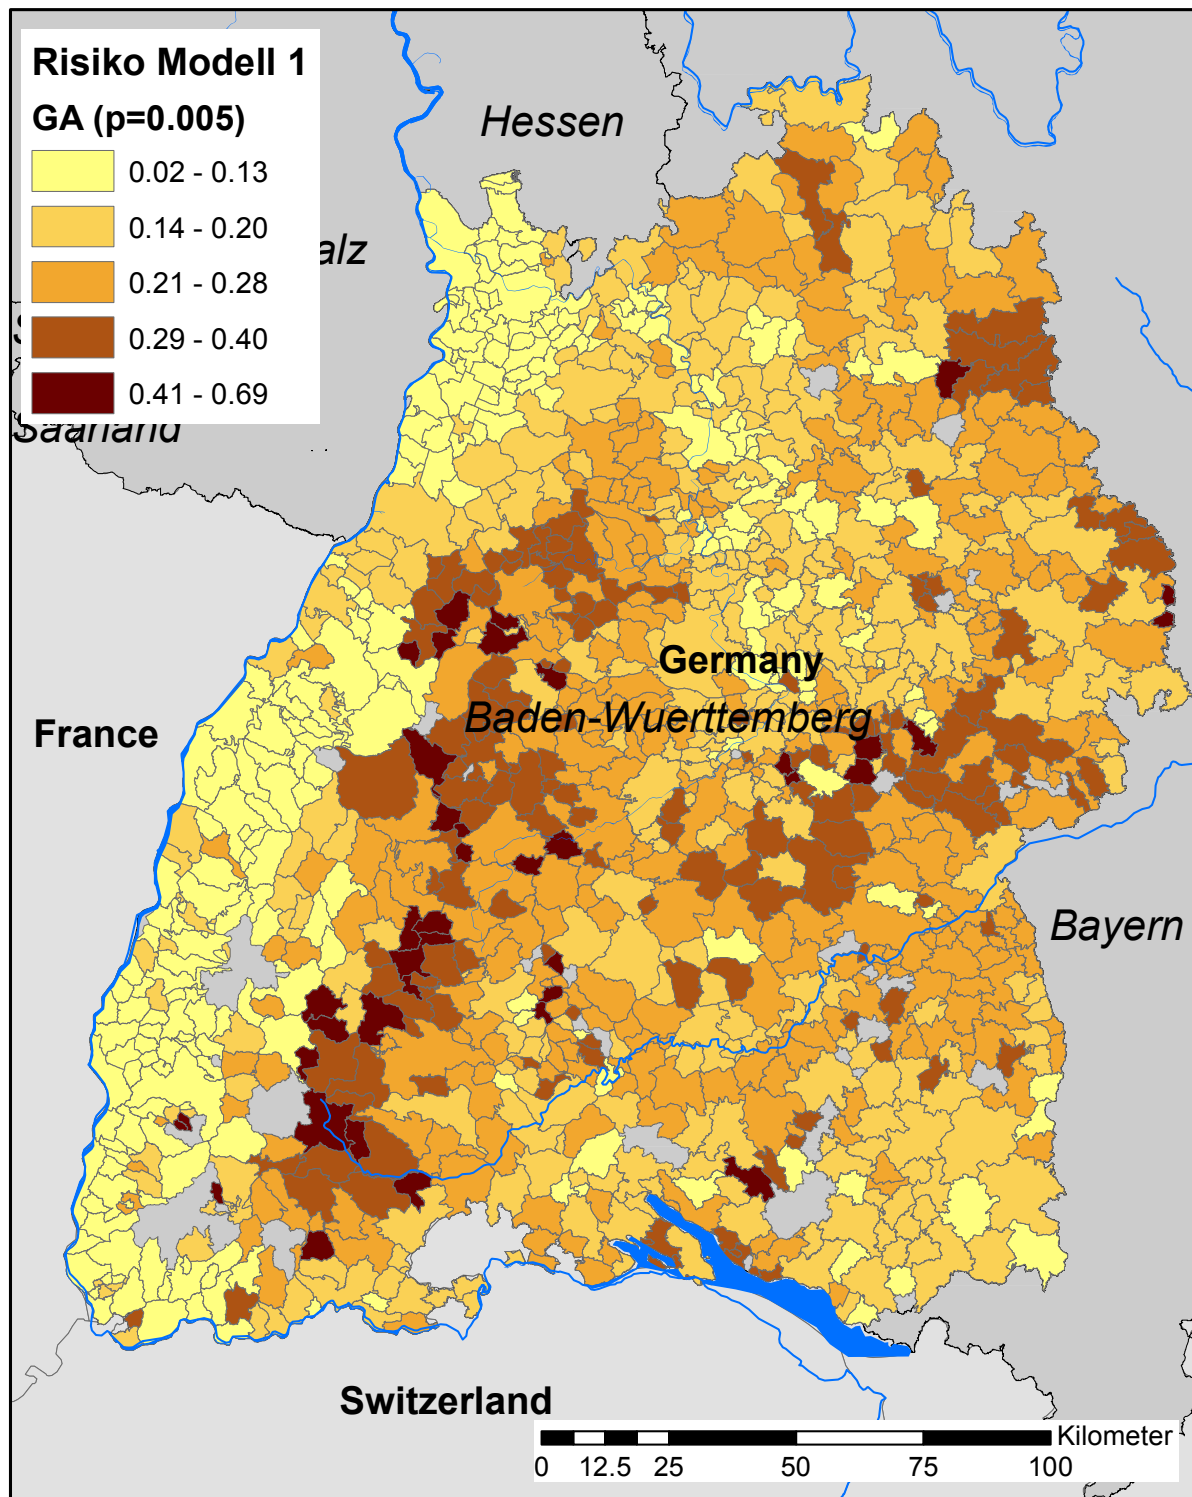 Risiko Modell 1
GA (p=0.005)
0.02 - 0.13
0.14 - 0.20
0.21 - 0.28
0.29 - 0.40
0.41 - 0.69
Hessen
alz
S
Saarland
Germany
Baden-Wuerttemberg
France
Bayern
Switzerland
Kilometer
0 12.5 25 50 75 100